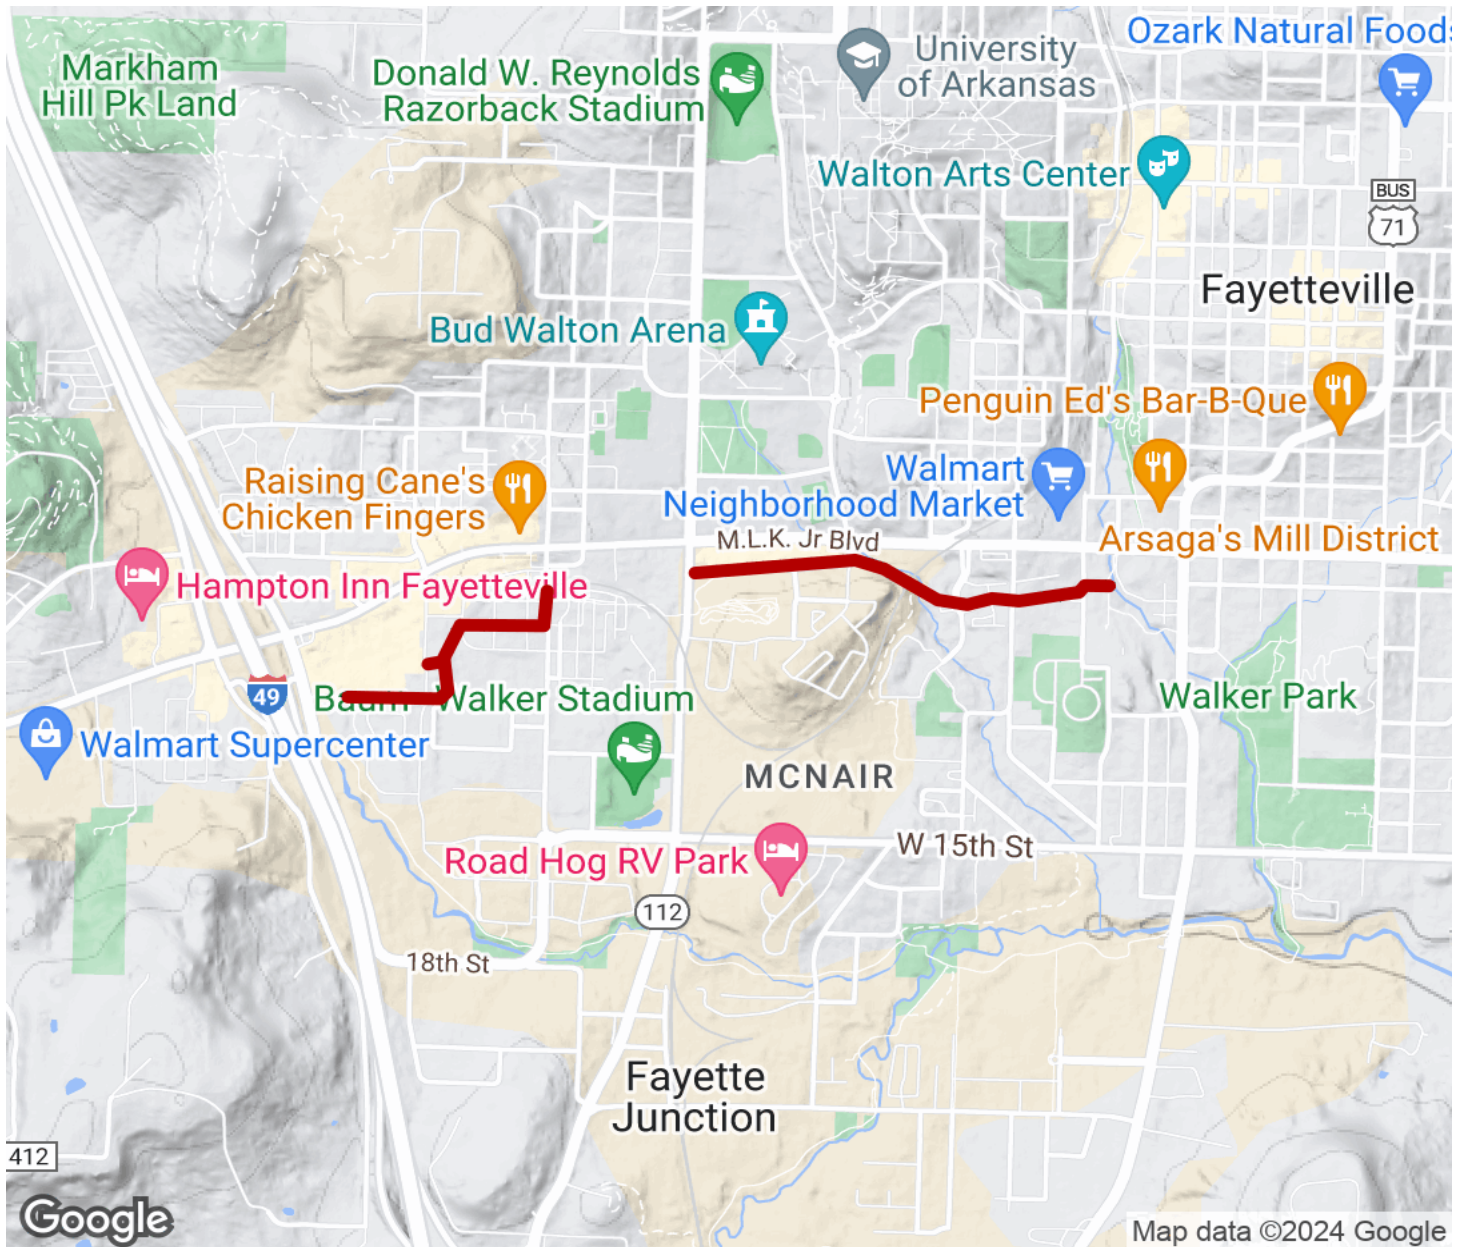 Ozark Natural Foods
Markham
Hill Pk Land
Donald W. Reynolds
Razorback Stadium
University
of Arkansas
Walton Arts Center
BUS
71
Fayetteville
Bud Walton Arena
Penguin Ed's Bar-B-Que
Raising Cane's
Chicken Fingers
Walmart
Neighborhood Market
M.L.K. Jr Blvd
Arsaga's Mill District
Hampton Inn Fayetteville
49
Baum-Walker Stadium
Walker Park
Walmart Supercenter
MCNAIR
Road Hog RV Park
W 15th St
112
18th St
Fayette
Junction
412
Google
Map data ©2024 Google